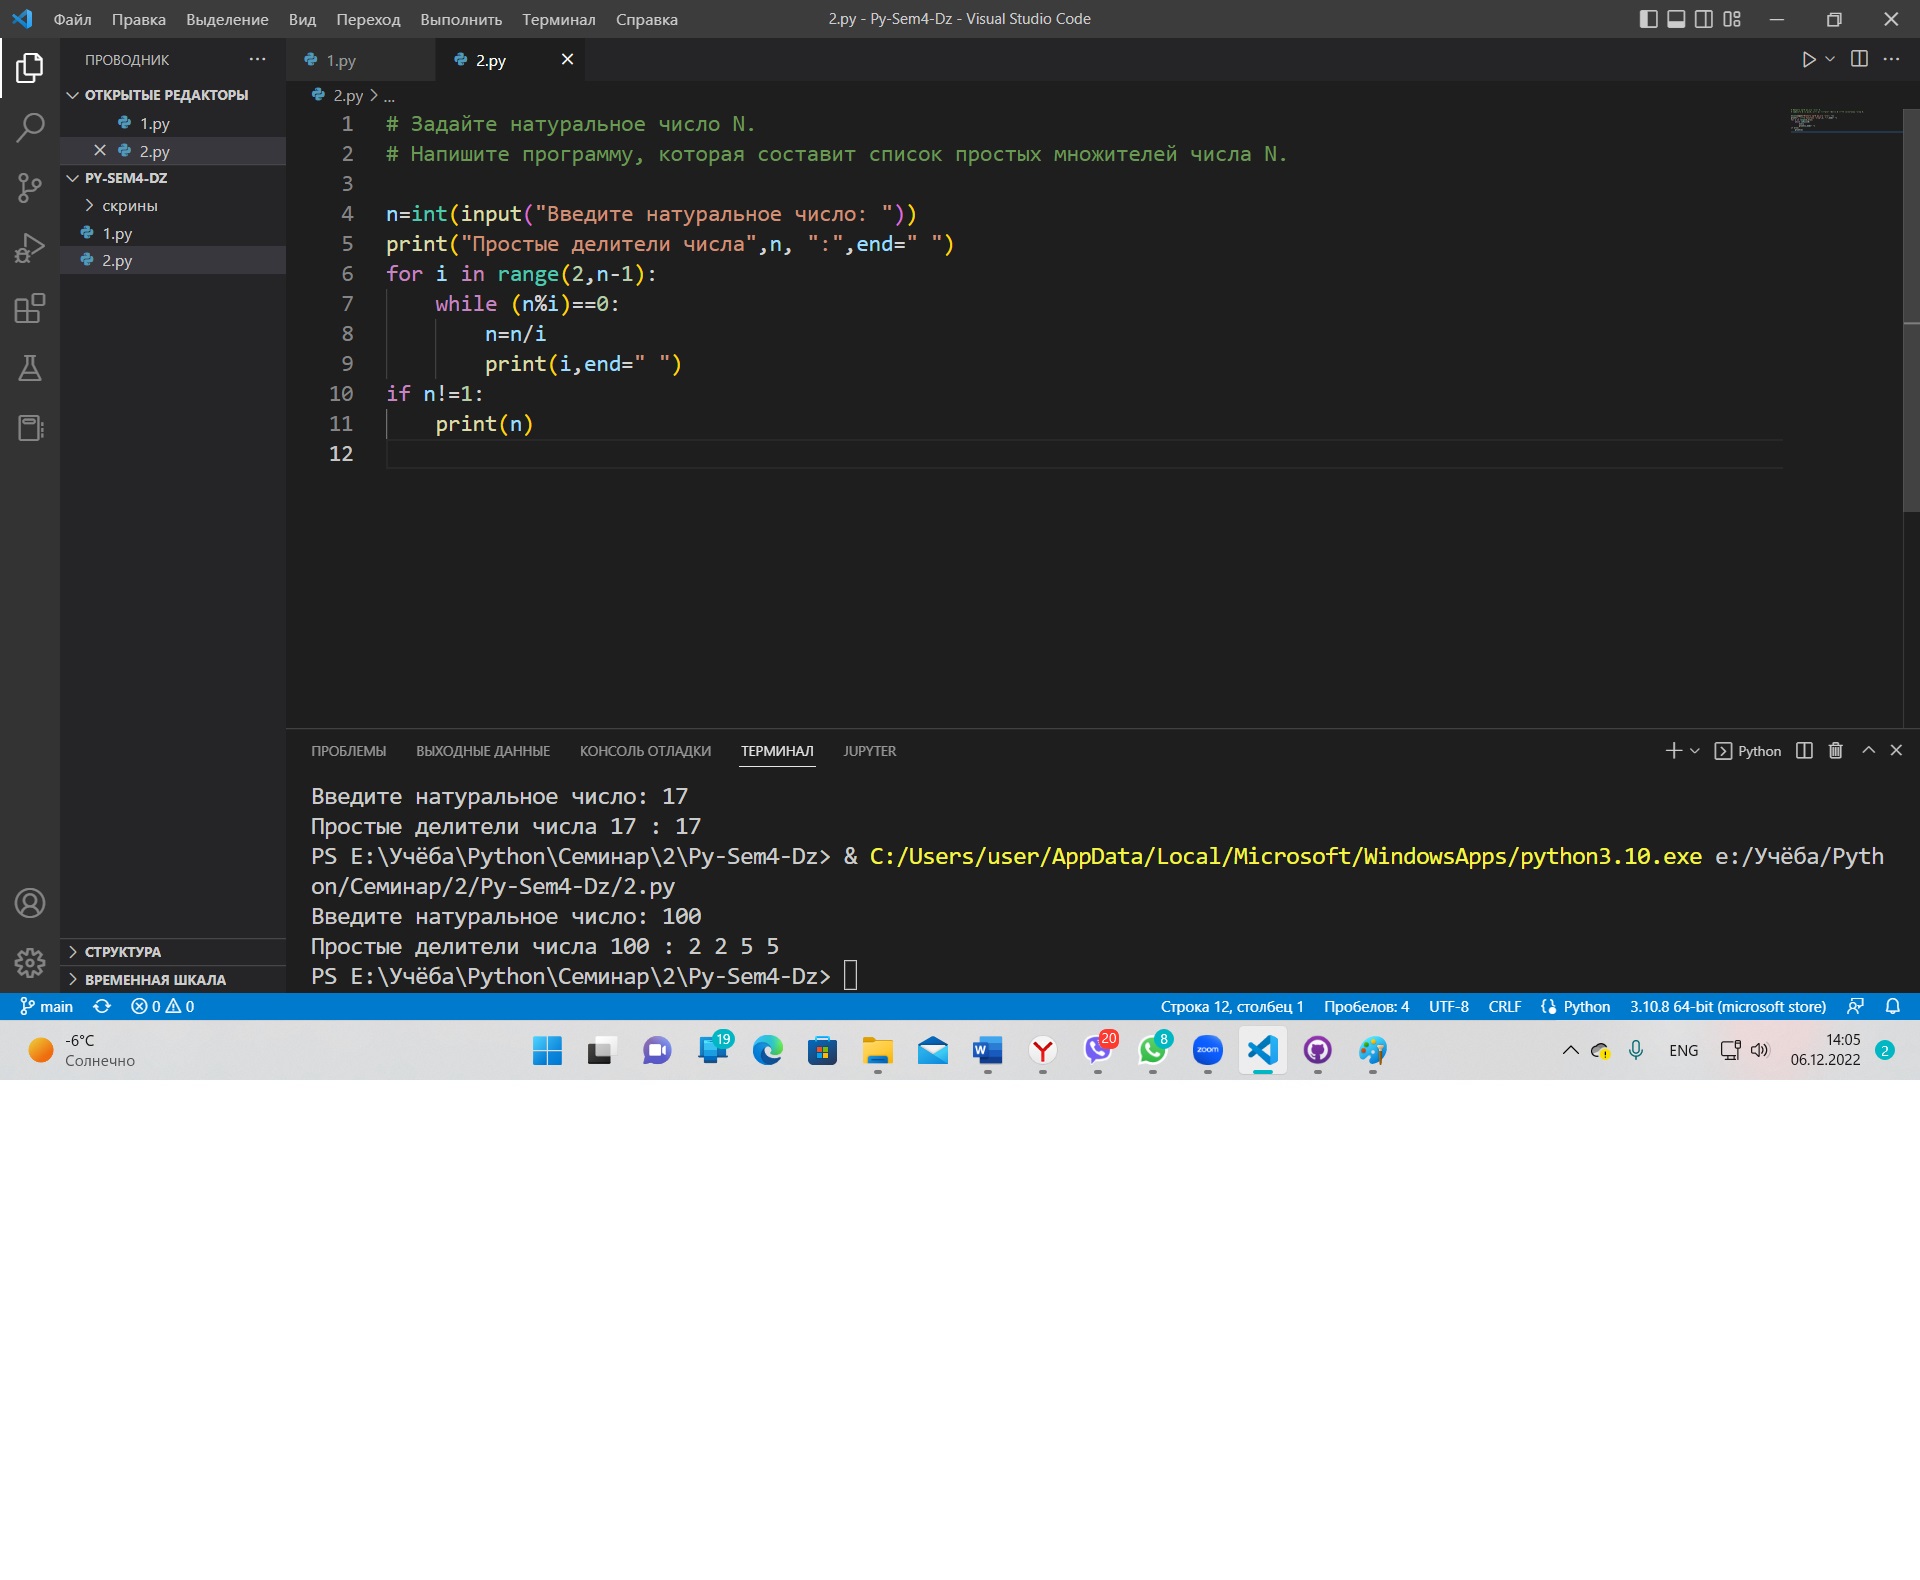 Файл Правка Выделение Вид Переход Выполнить Терминал Справка 2.py - Py-Sem4-Dz - Visual Studio Code
ПРОВОДНИК ...
1.py 2.py
ОТКРЫТЫЕ РЕДАКТОРЫ
1.py
2.py
PY-SEM4-DZ
скрины
1.py
2.py
СТРУКТУРА
ВРЕМЕННАЯ ШКАЛА
2.py > ...
1 # Задайте натуральное число N.
2 # Напишите программу, которая составит список простых множителей числа N.
3
4 n=int(input("Введите натуральное число: "))
5 print("Простые делители числа",n, ":",end=" ")
6 for i in range(2,n-1):
7     while (n%i)==0:
8         n=n/i
9         print(i,end=" ")
10 if n!=1:
11     print(n)
12
ПРОБЛЕМЫ ВЫХОДНЫЕ ДАННЫЕ КОНСОЛЬ ОТЛАДКИ ТЕРМИНАЛ JUPYTER Python
Введите натуральное число: 17
Простые делители числа 17 : 17
PS E:\Учёба\Python\Семинар\2\Py-Sem4-Dz> & C:/Users/user/AppData/Local/Microsoft/WindowsApps/python3.10.exe e:/Учёба/Pyth
on/Семинар/2/Py-Sem4-Dz/2.py
Введите натуральное число: 100
Простые делители числа 100 : 2 2 5 5
PS E:\Учёба\Python\Семинар\2\Py-Sem4-Dz>
main 0 0 Строка 12, столбец 1 Пробелов: 4 UTF-8 CRLF Python 3.10.8 64-bit (microsoft store)
-6°C
Солнечно
19 W 20 8 zoom
ENG
14:05
06.12.2022
2